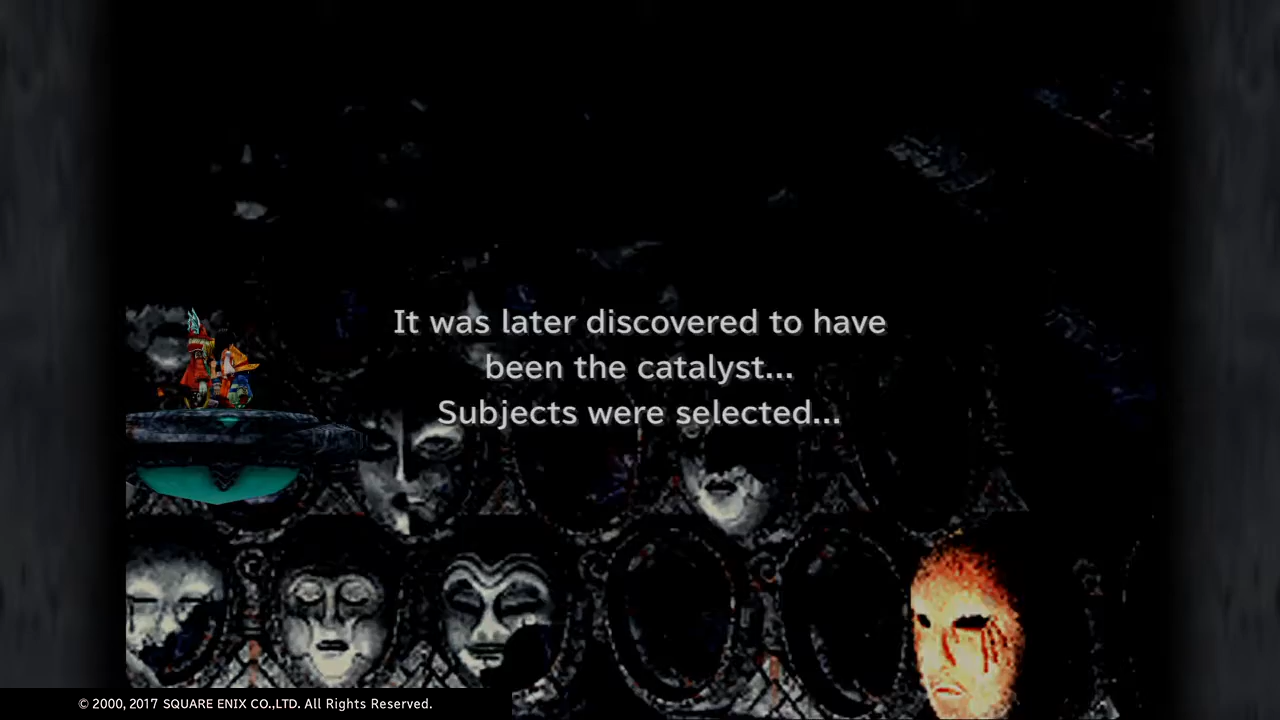 It was later discovered to have
been the catalyst...
Subjects were selected...
© 2000, 2017 SQUARE ENIX CO.,LTD. All Rights Reserved.